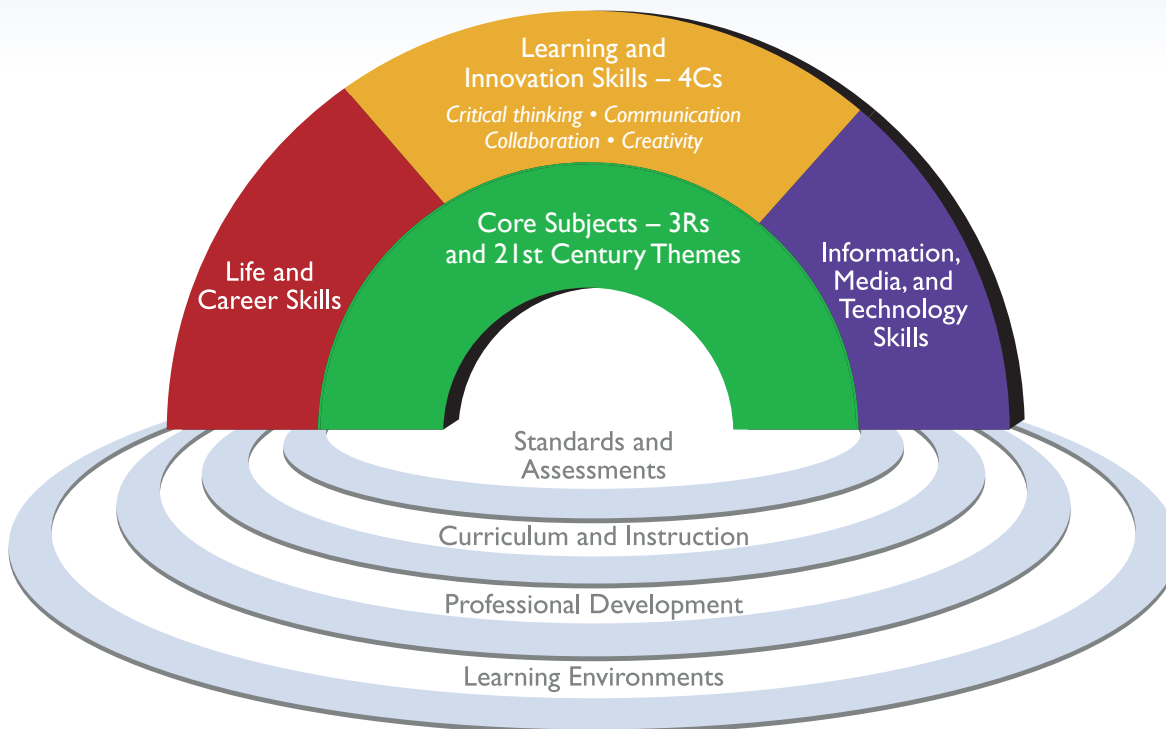 Learning and
Innovation Skills – 4Cs
Critical thinking • Communication
Collaboration • Creativity
Core Subjects – 3Rs
and 21st Century Themes
Life and
Career Skills
Information,
Media, and
Technology
Skills
Standards and
Assessments
Curriculum and Instruction
Professional Development
Learning Environments